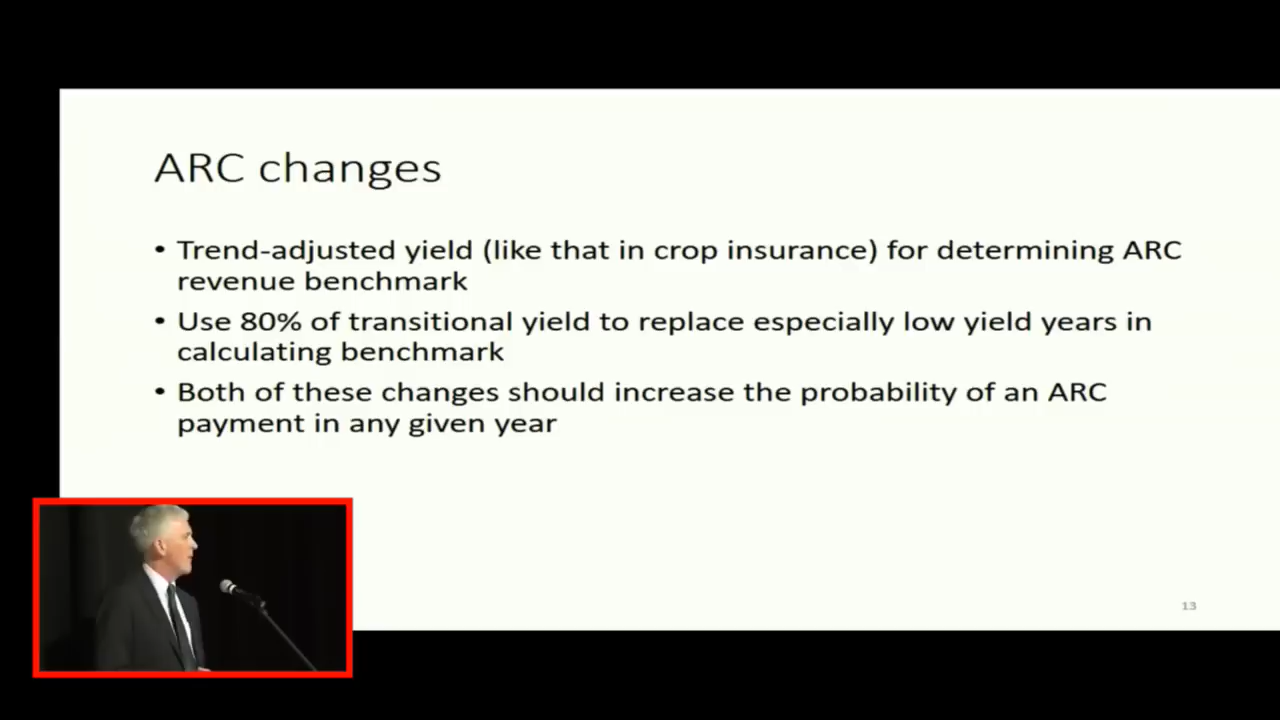 ARC changes
• Trend-adjusted yield (like that in crop insurance) for determining ARC
revenue benchmark
• Use 80% of transitional yield to replace especially low yield years in
calculating benchmark
• Both of these changes should increase the probability of an ARC
payment in any given year
13